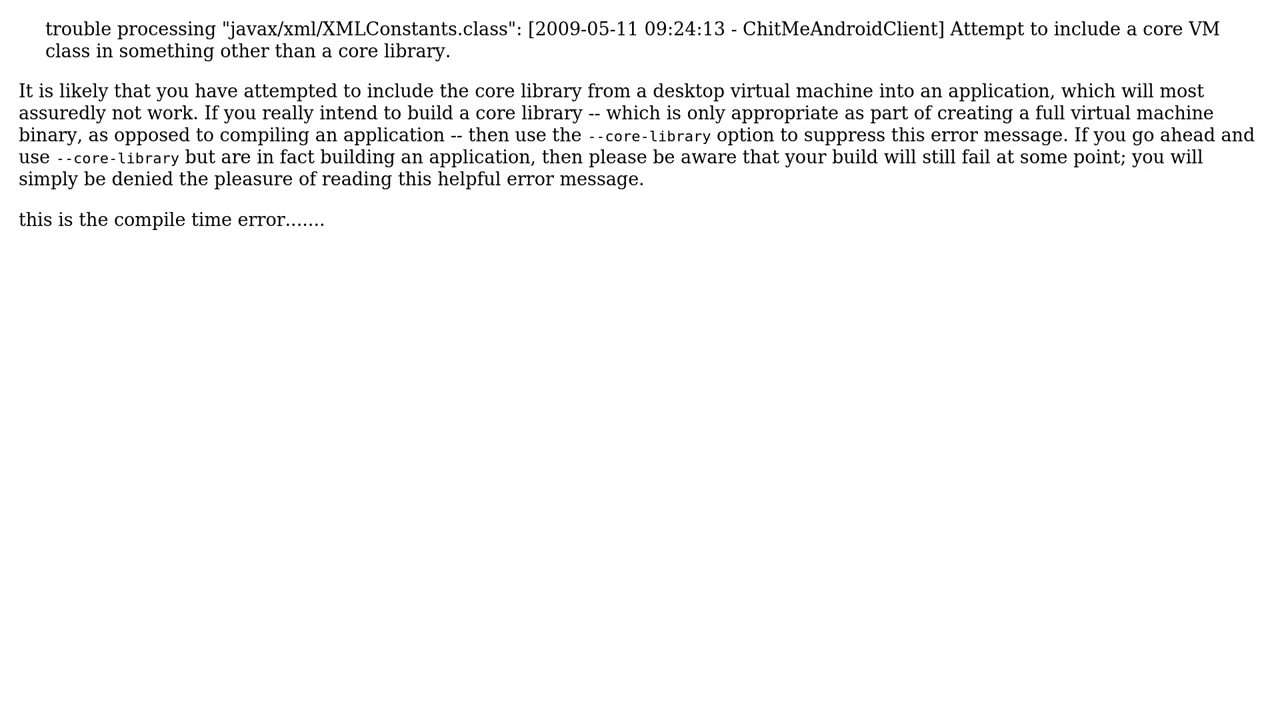 trouble processing "javax/xml/XMLConstants.class": [2009-05-11 09:24:13 - ChitMeAndroidClient] Attempt to include a core VM
class in something other than a core library.
It is likely that you have attempted to include the core library from a desktop virtual machine into an application, which will most
assuredly not work. If you really intend to build a core library -- which is only appropriate as part of creating a full virtual machine
binary, as opposed to compiling an application -- then use the --core-library option to suppress this error message. If you go ahead and
use --core-library but are in fact building an application, then please be aware that your build will still fail at some point; you will
simply be denied the pleasure of reading this helpful error message.
this is the compile time error.......